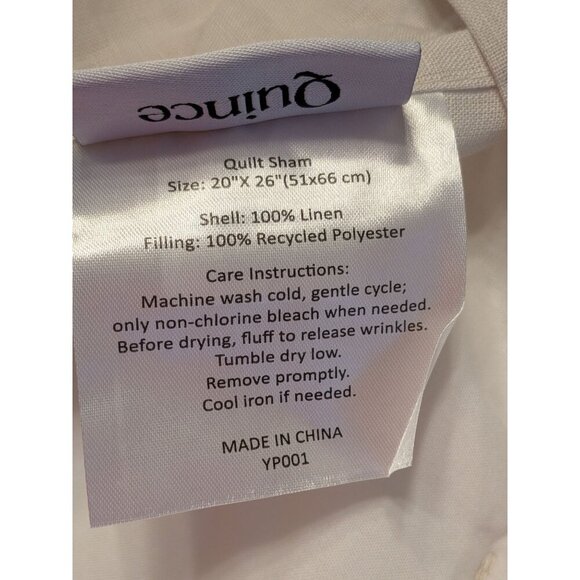 Quince
Quilt Sham
Size: 20"X 26"(51x66 cm)
Shell: 100% Linen
Filling: 100% Recycled Polyester
Care Instructions:
Machine wash cold, gentle cycle;
only non-chlorine bleach when needed.
Before drying, fluff to release wrinkles.
Tumble dry low.
Remove promptly.
Cool iron if needed.
MADE IN CHINA
YP001